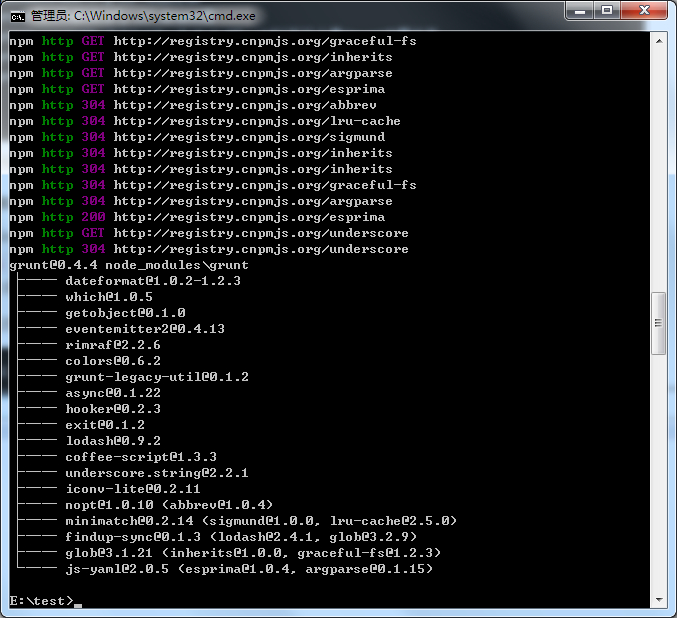 管理员: C:\Windows\system32\cmd.exe
npm http GET http://registry.cnpmjs.org/graceful-fs
npm http GET http://registry.cnpmjs.org/inherits
npm http GET http://registry.cnpmjs.org/argparse
npm http GET http://registry.cnpmjs.org/esprima
npm http 304 http://registry.cnpmjs.org/abbrev
npm http 304 http://registry.cnpmjs.org/lru-cache
npm http 304 http://registry.cnpmjs.org/sigmund
npm http 304 http://registry.cnpmjs.org/inherits
npm http 304 http://registry.cnpmjs.org/inherits
npm http 304 http://registry.cnpmjs.org/graceful-fs
npm http 304 http://registry.cnpmjs.org/argparse
npm http 200 http://registry.cnpmjs.org/esprima
npm http GET http://registry.cnpmjs.org/underscore
npm http 304 http://registry.cnpmjs.org/underscore
grunt@0.4.4 node_modules\grunt
├── dateformat@1.0.2-1.2.3
├── which@1.0.5
├── getobject@0.1.0
├── eventemitter2@0.4.13
├── rimraf@2.2.6
├── colors@0.6.2
├── grunt-legacy-util@0.1.2
├── async@0.1.22
├── hooker@0.2.3
├── exit@0.1.2
├── lodash@0.9.2
├── coffee-script@1.3.3
├── underscore.string@2.2.1
├── iconv-lite@0.2.11
├── nopt@1.0.10 (abbrev@1.0.4)
├── minimatch@0.2.14 (sigmund@1.0.0, lru-cache@2.5.0)
├── findup-sync@0.1.3 (lodash@2.4.1, glob@3.2.9)
├── glob@3.1.21 (inherits@1.0.0, graceful-fs@1.2.3)
└── js-yaml@2.0.5 (esprima@1.0.4, argparse@0.1.15)
E:\test>_